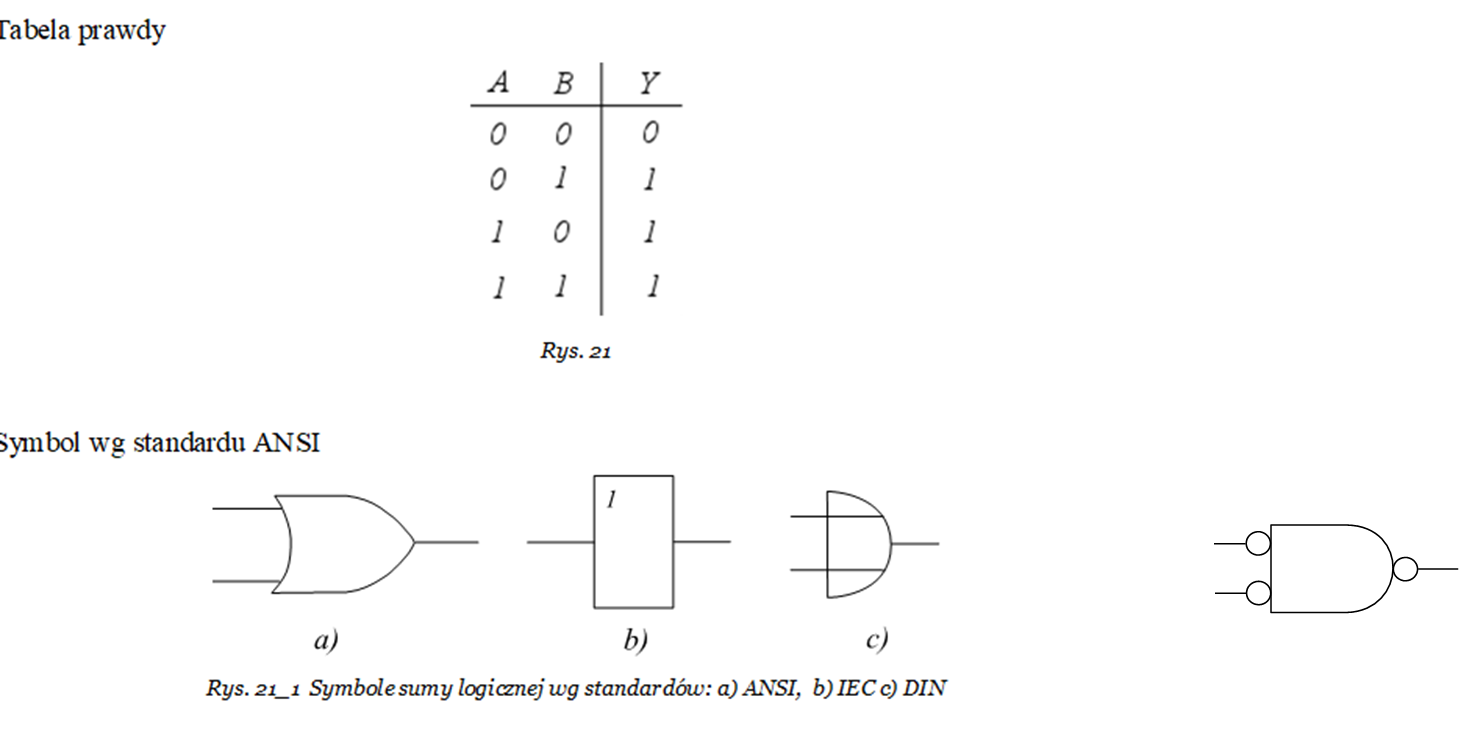 Tabela prawdy
A B Y
0 0 0
0 1 1
1 0 1
1 1 1
Rys. 21
Symbol wg standardu ANSI
1
a) b) c)
Rys. 21_1 Symbole sumy logicznej wg standardów: a) ANSI, b) IEC c) DIN